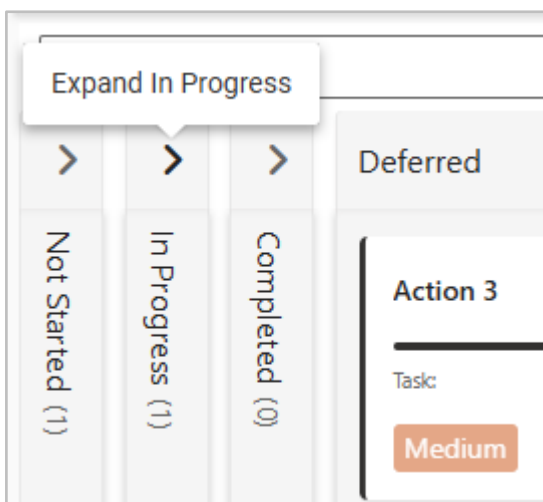 Expand In Progress
Not Started (1)
In Progress (1)
Completed (0)
Deferred
Action 3
Task:
Medium